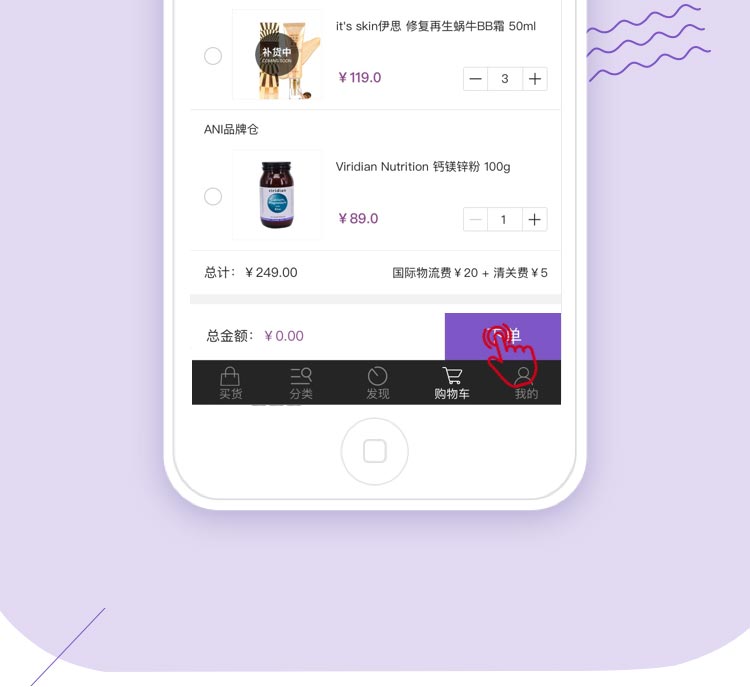 it's skin伊思 修复再生蜗牛BB霜 50ml
补货中
COMING SOON
¥119.0
3
ANI品牌仓
Viridian Nutrition 钙镁锌粉 100g
viridian
¥89.0
1
总计：¥249.00
国际物流费¥20 + 清关费¥5
总金额：¥0.00
单
买货
分类
发现
购物车
我的